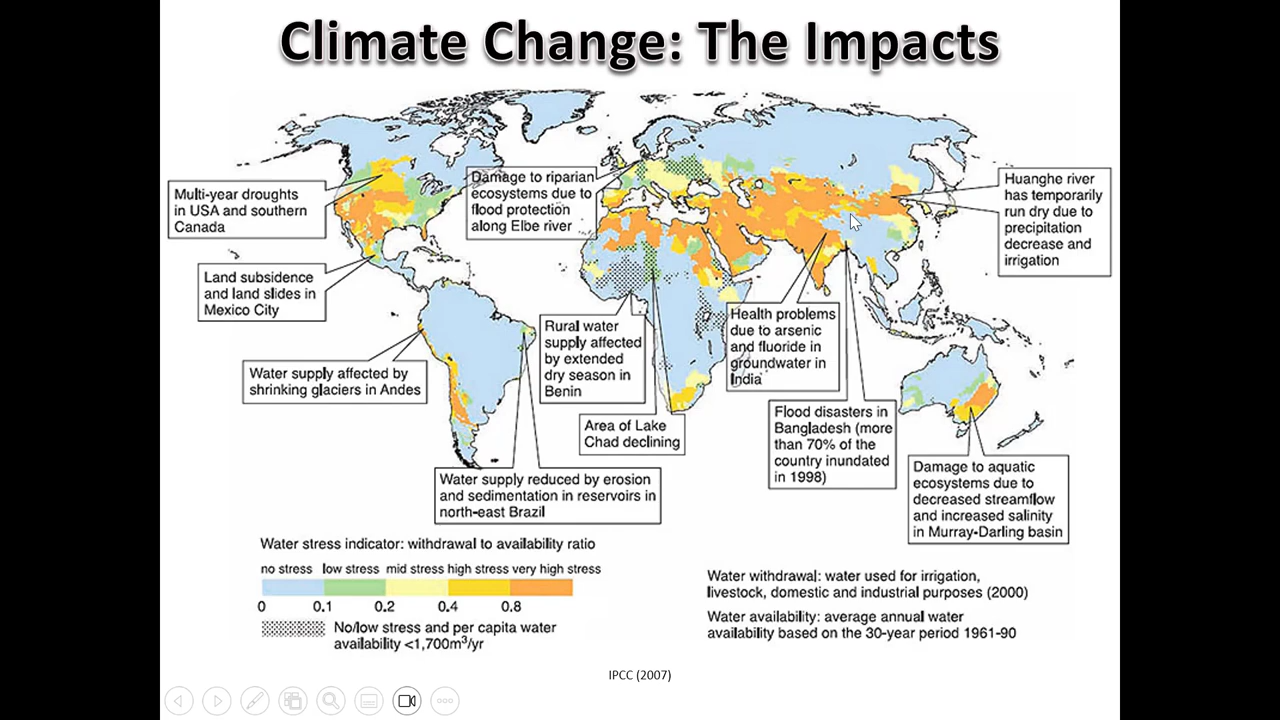 Climate Change: The Impacts
Multi-year droughts
in USA and southern
Canada
Damage to riparian
ecosystems due to
flood protection
along Elbe river
Huanghe river
has temporarily
run dry due to
precipitation
decrease and
irrigation
Land subsidence
and land slides in
Mexico City
Water supply affected by
shrinking glaciers in Andes
Rural water
supply affected
by extended
dry season in
Benin
Health problems
due to arsenic
and fluoride in
groundwater in
India
Area of Lake
Chad declining
Flood disasters in
Bangladesh (more
than 70% of the
country inundated
in 1998)
Water supply reduced by erosion
and sedimentation in reservoirs in
north-east Brazil
Damage to aquatic
ecosystems due to
decreased streamflow
and increased salinity
in Murray-Darling basin
Water stress indicator: withdrawal to availability ratio
no stress low stress mid stress high stress very high stress
0 0.1 0.2 0.4 0.8
No/low stress and per capita water
availability <1,700m³/yr
Water withdrawal: water used for irrigation,
livestock, domestic and industrial purposes (2000)
Water availability: average annual water
availability based on the 30-year period 1961-90
IPCC (2007)